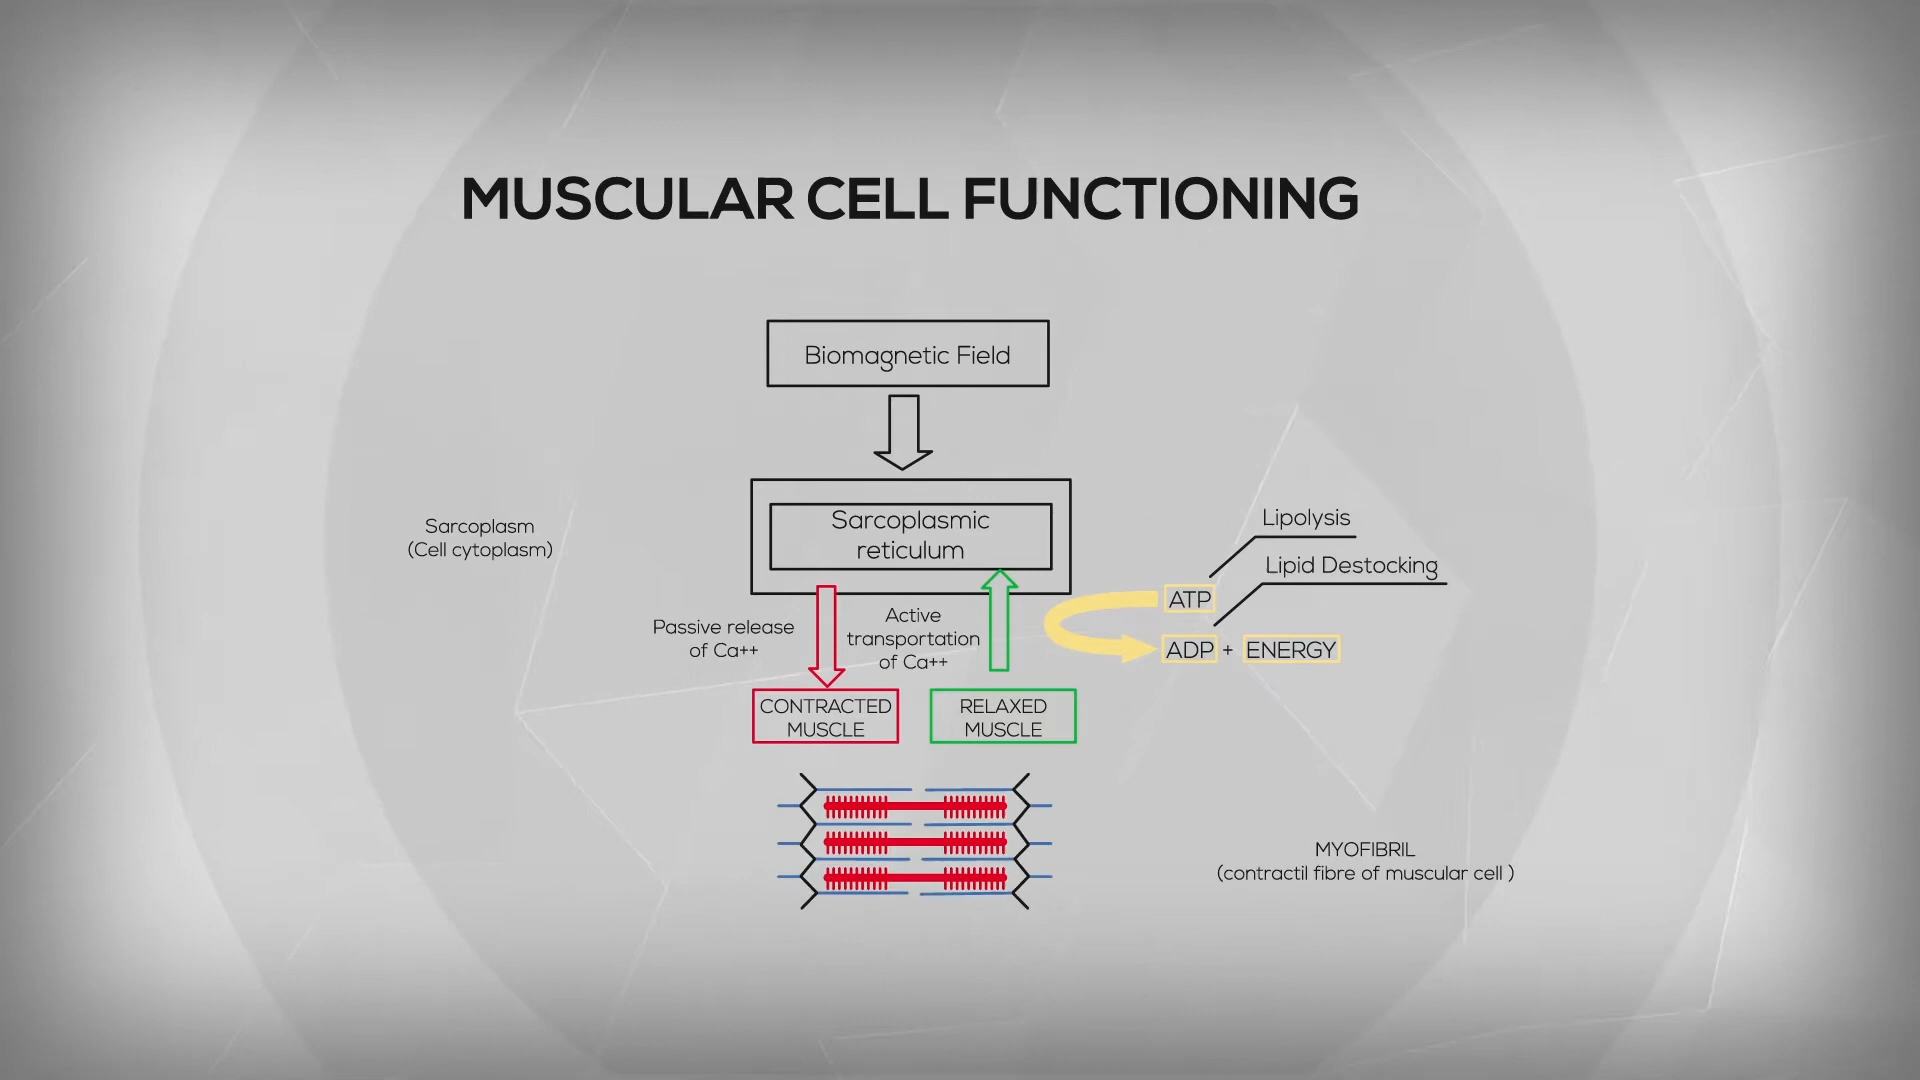 MUSCULAR CELL FUNCTIONING
Biomagnetic Field
Sarcoplasm
(Cell cytoplasm)
Sarcoplasmic
reticulum
Lipolysis
Lipid Destocking
Passive release
of Ca++
Active
transportation
of Ca++
ATP
ADP + ENERGY
CONTRACTED
MUSCLE
RELAXED
MUSCLE
MYOFIBRIL
(contractil fibre of muscular cell )